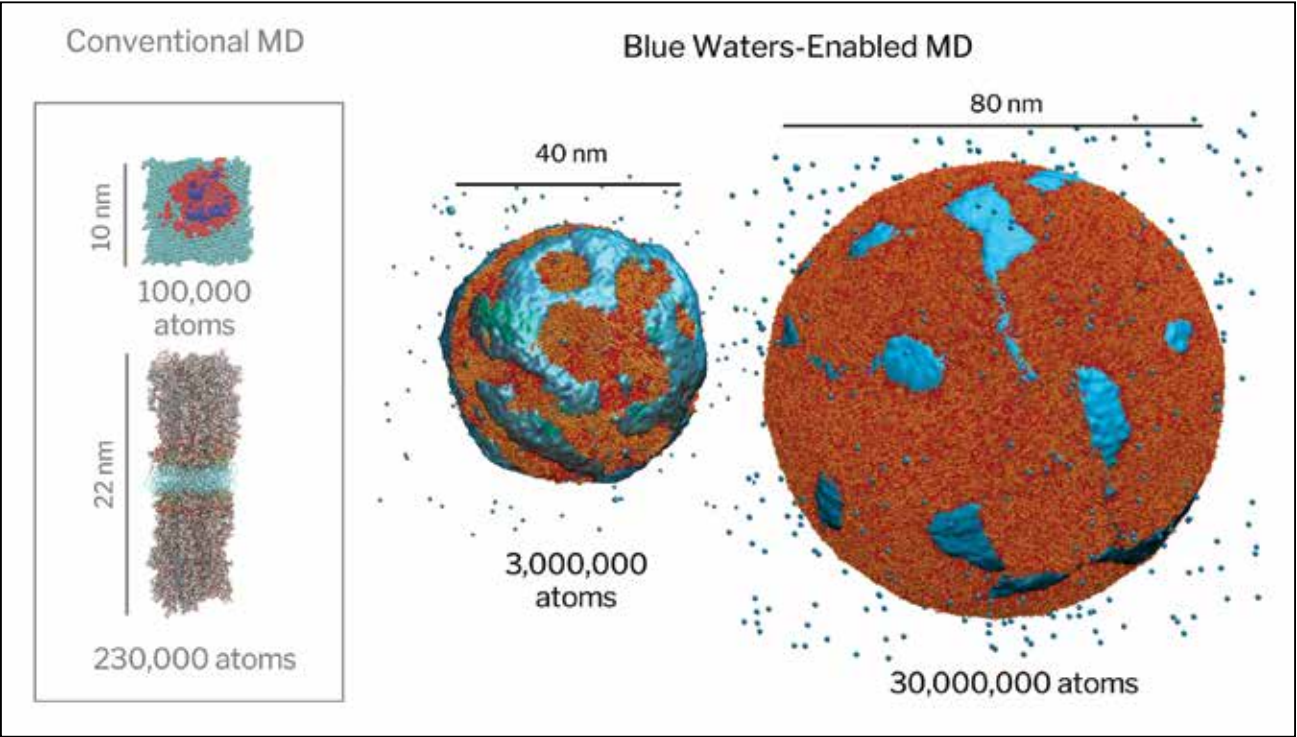 Conventional MD
10 nm
100,000
atoms
22 nm
230,000 atoms
Blue Waters-Enabled MD
40 nm
3,000,000
atoms
80 nm
30,000,000 atoms